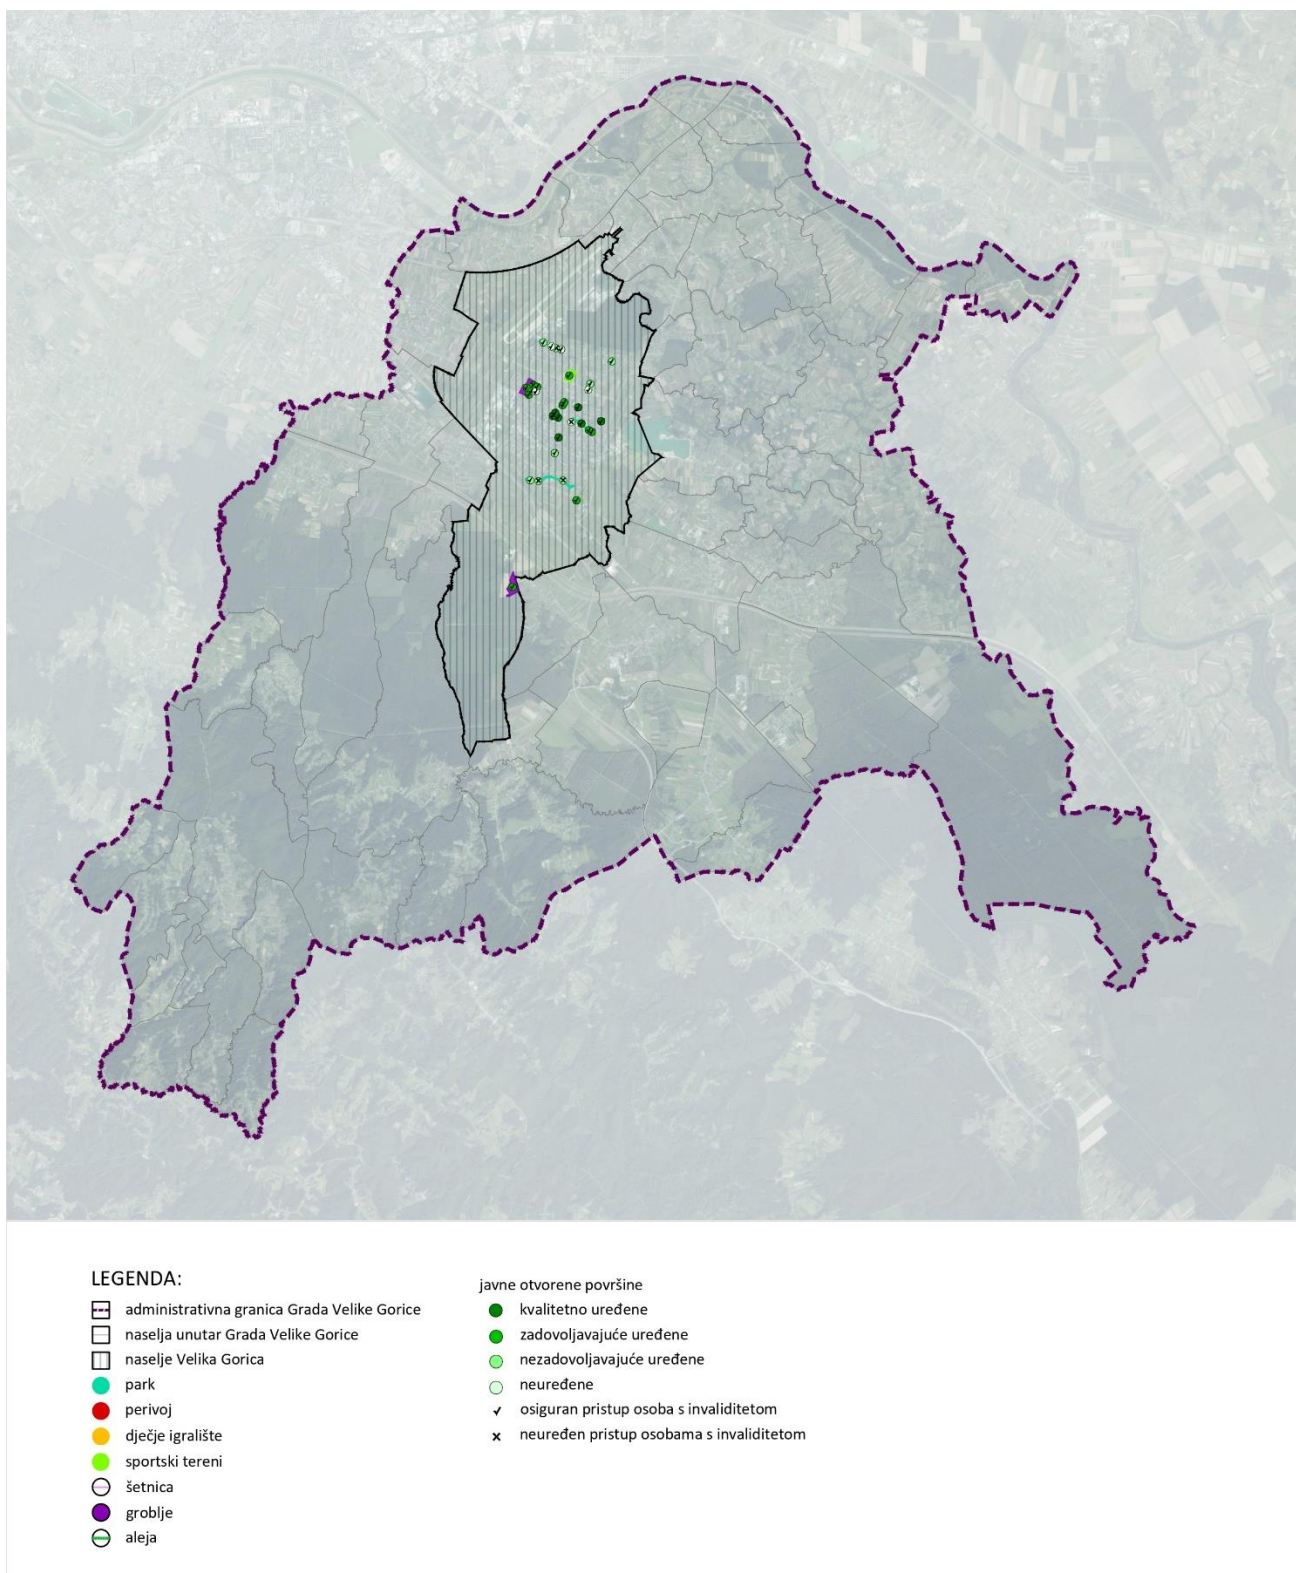 LEGENDA:
administrativna granica Grada Velike Gorice
naselja unutar Grada Velike Gorice
naselje Velika Gorica
park
perivoj
dječje igralište
sportski tereni
šetnica
groblje
aleja
javne otvorene površine
kvalitetno uređene
zadovoljavajuće uređene
nezadovoljavajuće uređene
neuređene
osiguran pristup osoba s invaliditetom
neuređen pristup osobama s invaliditetom